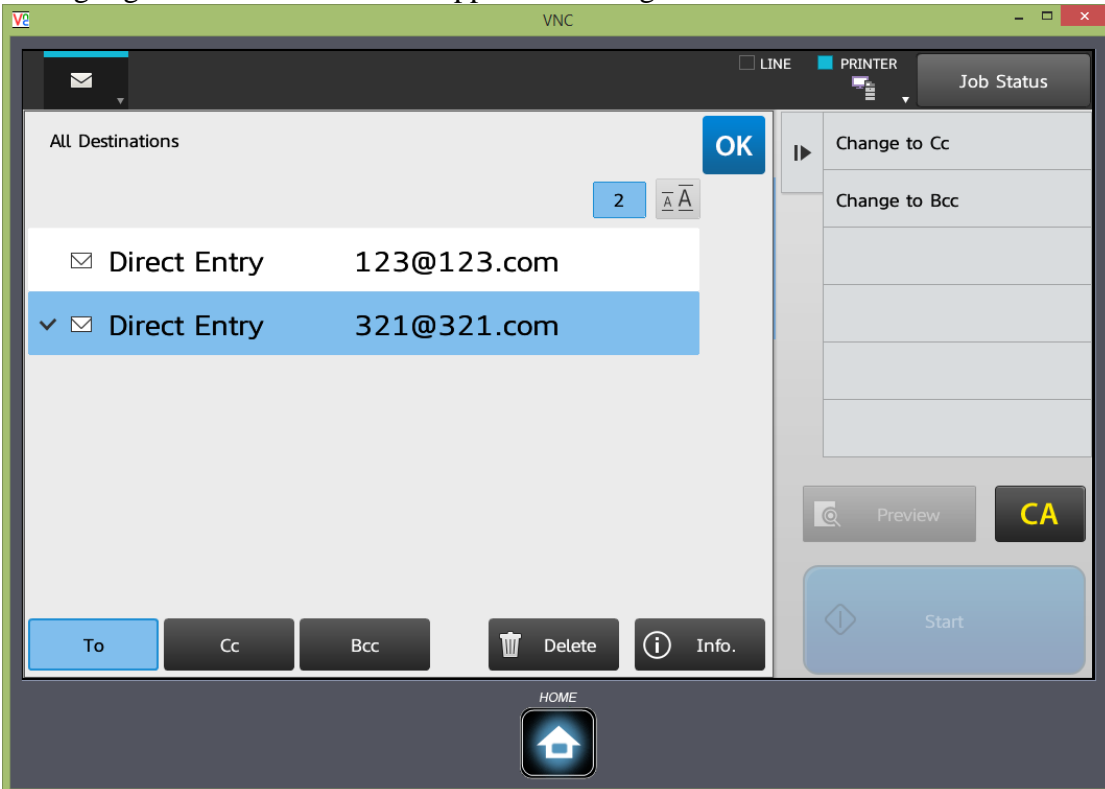 VNC
LINE
PRINTER
Job Status
All Destinations
OK
Change to Cc
2
A A
Change to Bcc
Direct Entry 123@123.com
Direct Entry 321@321.com
Preview
CA
Start
To
Cc
Bcc
Delete
Info.
HOME